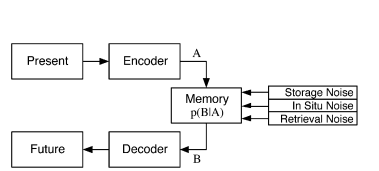 Present
Encoder
A
Memory
p(B|A)
Storage Noise
In Situ Noise
Retrieval Noise
Future
Decoder
B